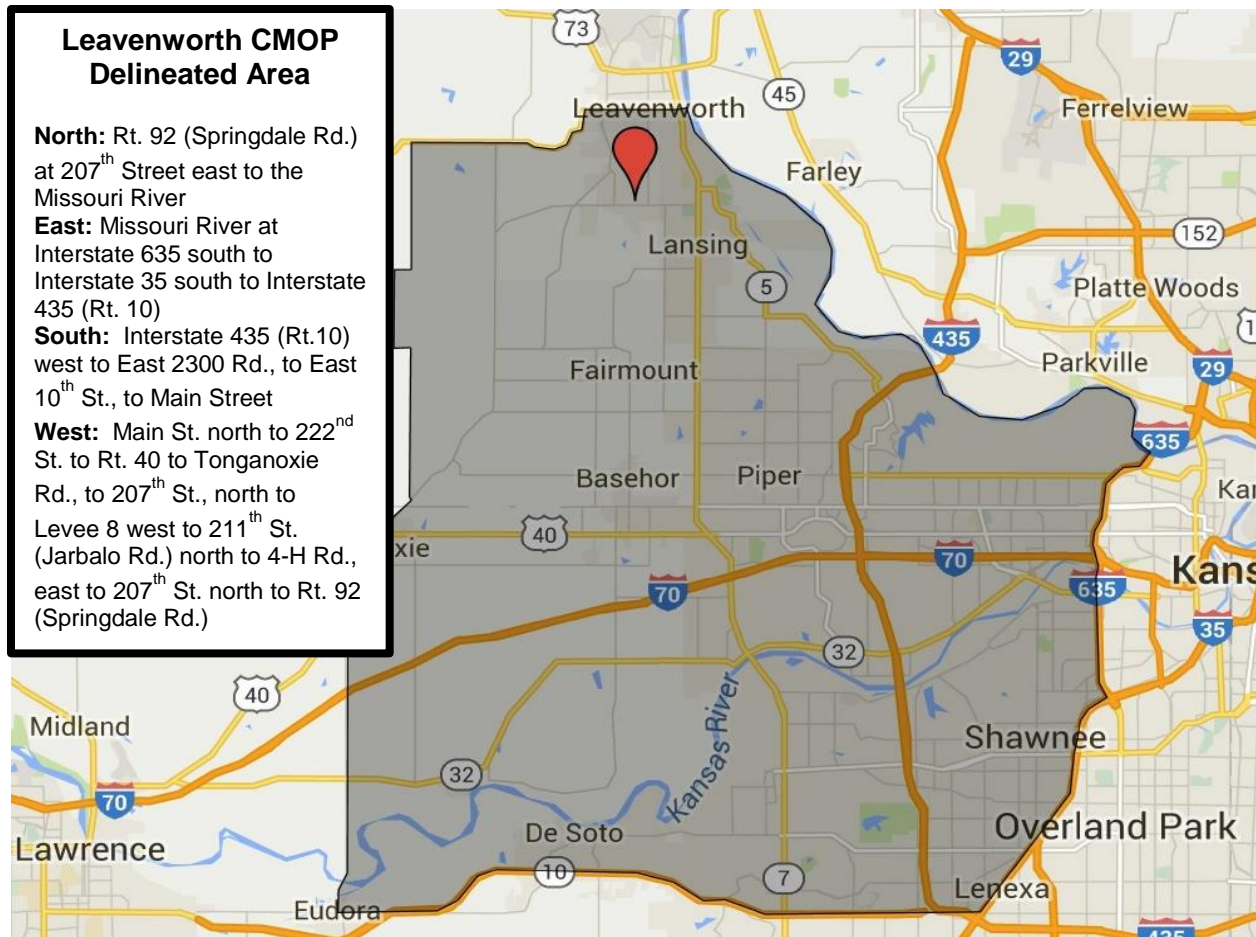 Leavenworth CMOP
Delineated Area
North: Rt. 92 (Springdale Rd.)
at 207th Street east to the
Missouri River
East: Missouri River at
Interstate 635 south to
Interstate 35 south to Interstate
435 (Rt. 10)
South: Interstate 435 (Rt.10)
west to East 2300 Rd., to East
10th St., to Main Street
West: Main St. north to 222nd
St. to Rt. 40 to Tonganoxie
Rd., to 207th St., north to
Levee 8 west to 211th St.
(Jarbalo Rd.) north to 4-H Rd.,
east to 207th St. north to Rt. 92
(Springdale Rd.)
73
29
Leavenworth
45
Ferrelview
Farley
Lansing
152
5
Platte Woods
435
1
Parkville
Fairmount
29
635
Basehor
Piper
Kan
40
xie
70
Kans
70
635
35
32
40
Kansas River
Midland
Shawnee
32
70
De Soto
Overland Park
Lawrence
10
7
Lenexa
Eudora
435